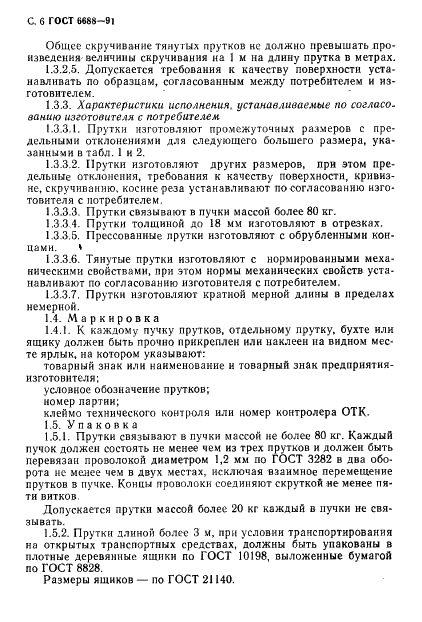 С. 6 ГОСТ 6688—91
Общее скручивание тянутых прутков не должно превышать про-
изведения величины скручивания на 1 м на длину прутка в метрах.
1.3.2,5. Допускается требования к качеству поверхности уста-
навливать по образцам, согласованным между потребителем и из-
готовителем.
1.3.3. Характеристики исполнения, устанавливаемые по согласо-
ванию изготовителя с потребителем
1.3.3.1. Прутки изготовляют промежуточных размеров с пре-
дельными отклонениями для следующего большего размера, ука-
занными в табл. 1 и 2.
1.3.3.2. Прутки изготовляют других размеров, при этом пре-
дельные отклонения, требования к качеству поверхности, кривиз-
не, скручиванию, косине реза устанавливают по согласованию изго-
товителя с потребителем.
1.3.3.3. Прутки связывают в пучки массой более 80 кг.
1.3.3.4. Прутки толщиной до 18 мм изготовляют в отрезках.
1.3.3.5. Прессованные прутки изготовляют с обрубленными кон-
цами.
1.3.3.6. Тянутые прутки изготовляют с нормированными меха-
ническими свойствами, при этом нормы механических свойств уста-
навливают по согласованию изготовителя с потребителем.
1.3.3.7. Прутки изготовляют кратной мерной длины в пределах
немерной.
1.4. Маркировка
1.4.1. К каждому пучку прутков, отдельному прутку, бухте или
ящику должен быть прочно прикреплен или наклеен на видном мес-
те ярлык, на котором указывают:
товарный знак или наименование и товарный знак предприятия-
изготовителя;
условное обозначение прутков;
номер партии;
клеймо технического контроля или номер контролера ОТК.
1.5. Упаковка
1.5.1. Прутки связывают в пучки массой не более 80 кг. Каждый
пучок должен состоять не менее чем из трех прутков и должен быть
перевязан проволокой диаметром 1,2 мм по ГОСТ 3282 в два обо-
рота не менее чем в двух местах, исключая взаимное перемещение
прутков в пучке. Концы проволоки соединяют скруткой не менее пя-
ти витков.
Допускается прутки массой более 20 кг каждый в пучки не свя-
зывать.
1.5.2. Прутки длиной более 3 м, при условии транспортирования
на открытых транспортных средствах, должны быть упакованы в
плотные деревянные ящики по ГОСТ 10198, выложенные бумагой
по ГОСТ 8828.
Размеры ящиков — по ГОСТ 21140.